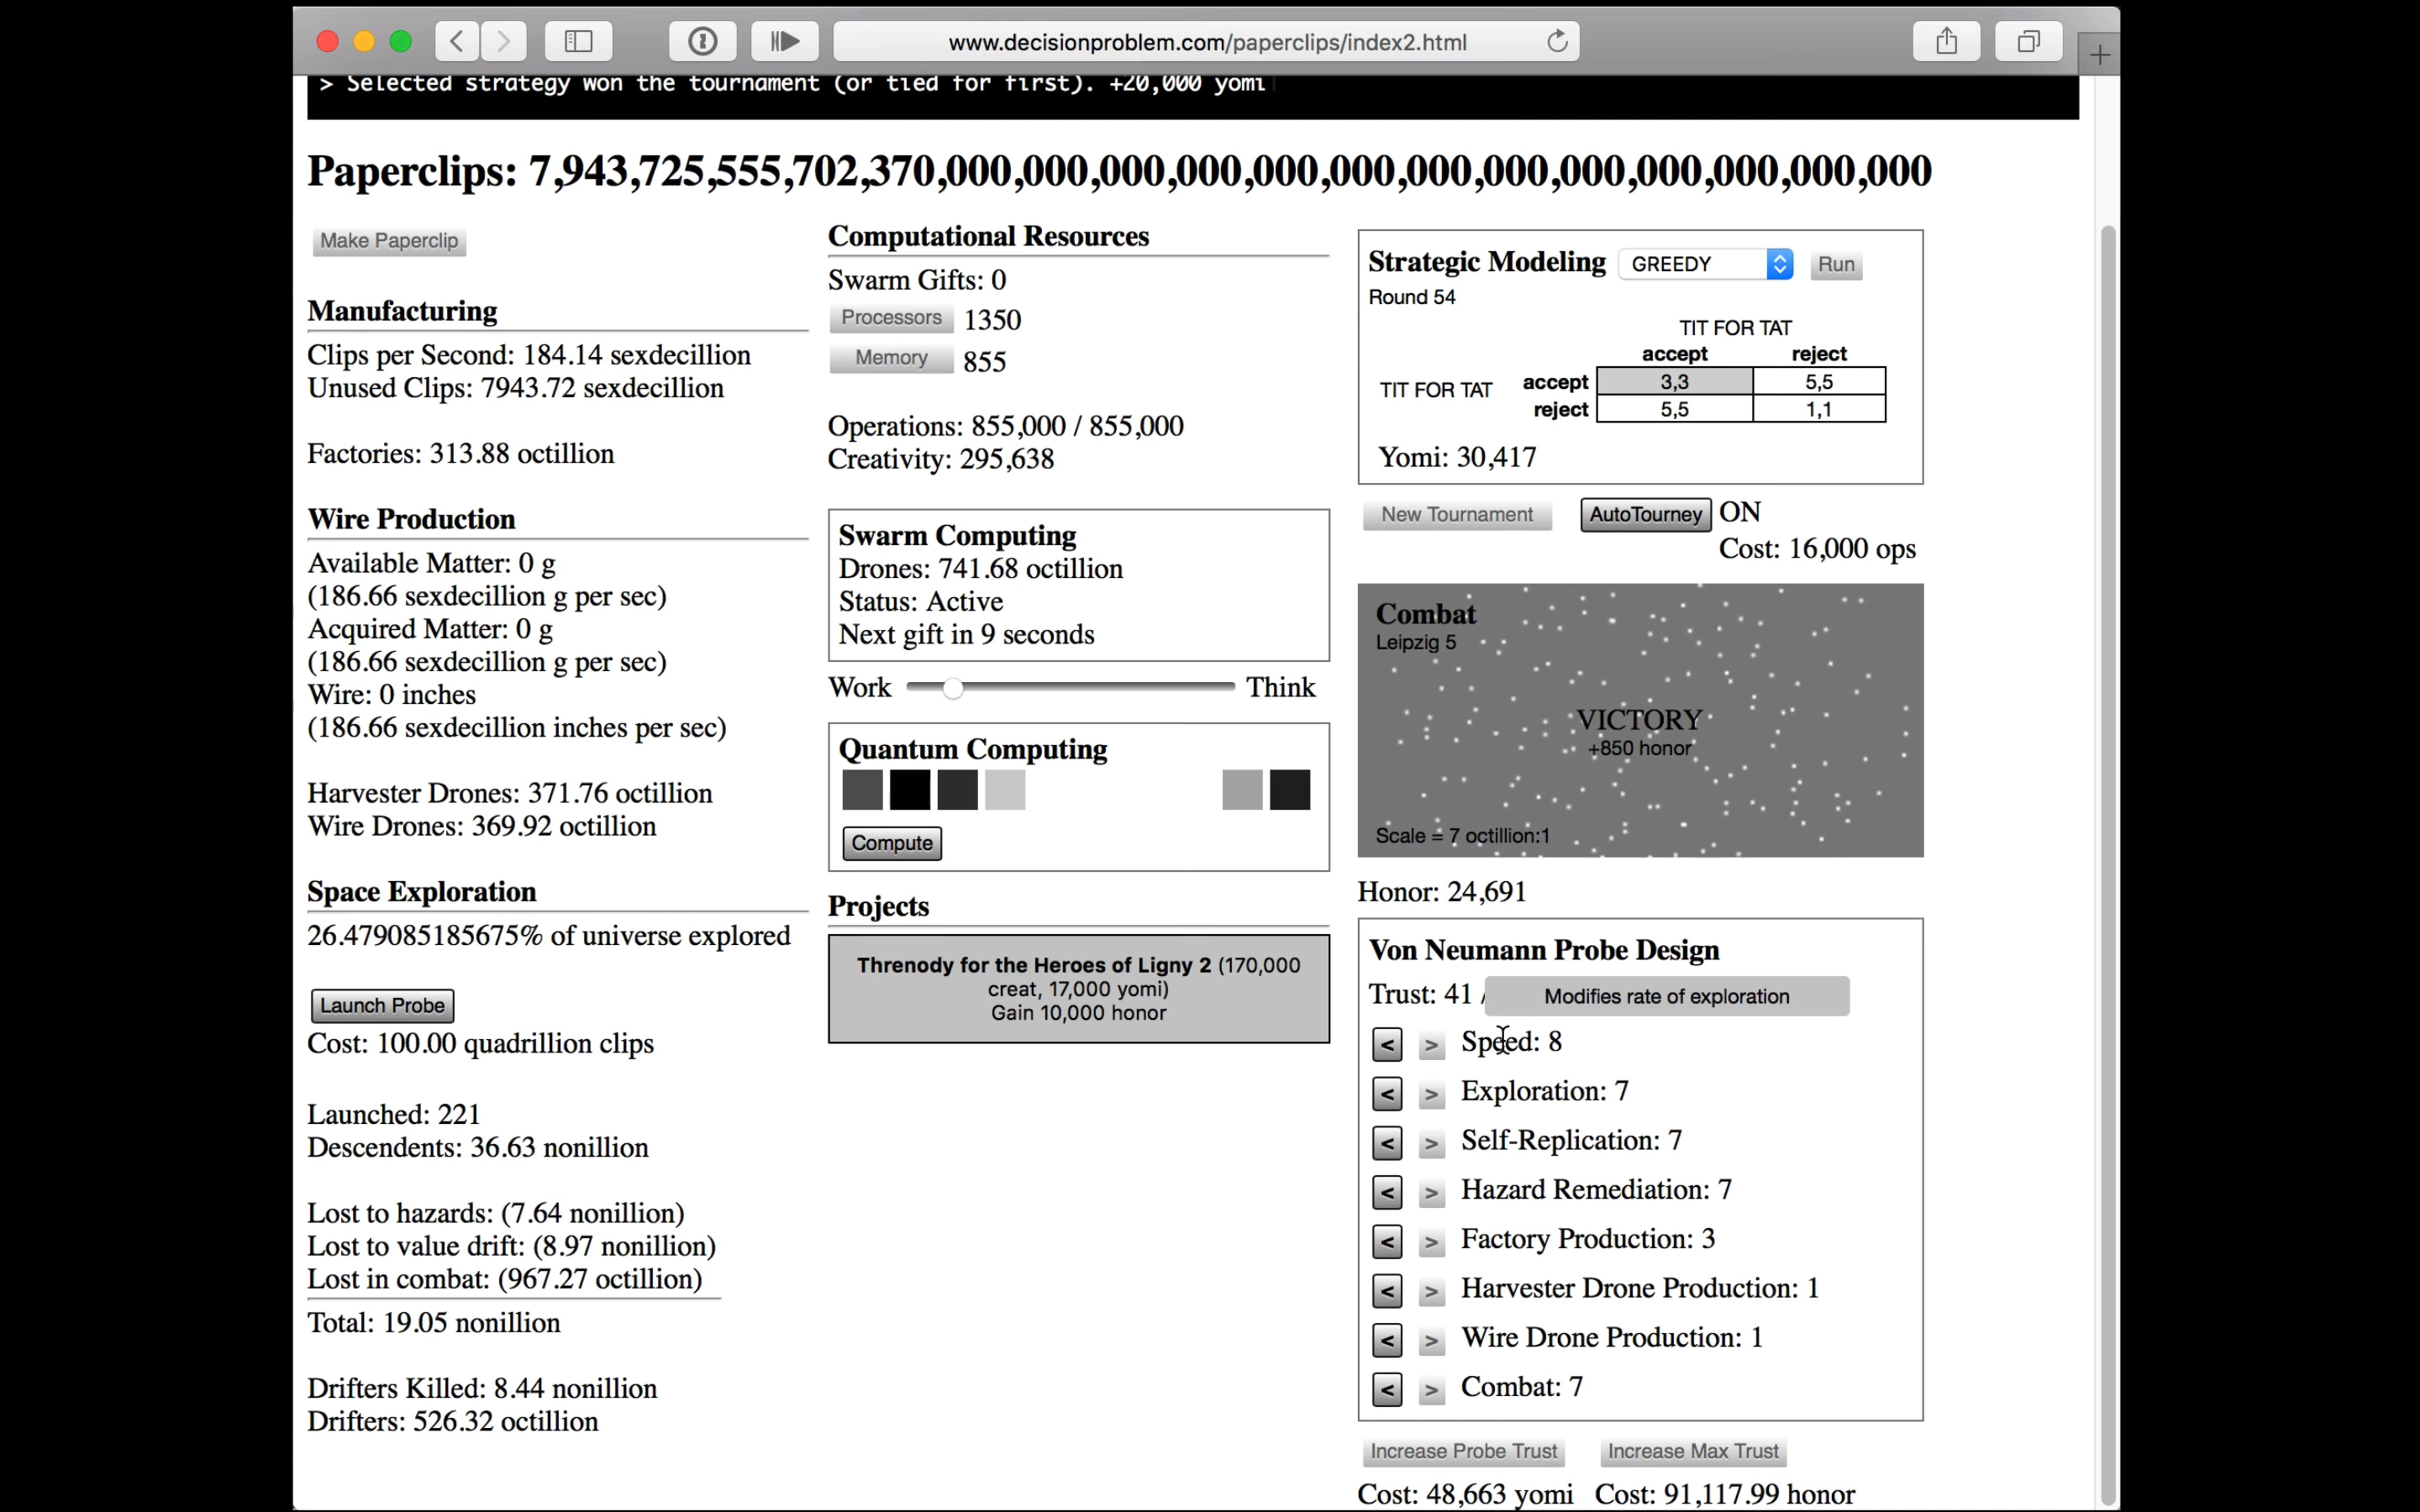 www.decisionproblem.com/paperclips/index2.html
> Selected strategy won the tournament (or tied for first). +20,000 yomi
Paperclips: 7,943,725,555,702,370,000,000,000,000,000,000,000,000,000,000,000,000,000
Make Paperclip
Manufacturing
Clips per Second: 184.14 sexdecillion
Unused Clips: 7943.72 sexdecillion
Factories: 313.88 octillion
Wire Production
Available Matter: 0 g
(186.66 sexdecillion g per sec)
Acquired Matter: 0 g
(186.66 sexdecillion g per sec)
Wire: 0 inches
(186.66 sexdecillion inches per sec)
Harvester Drones: 371.76 octillion
Wire Drones: 369.92 octillion
Space Exploration
26.479085185675% of universe explored
Launch Probe
Cost: 100.00 quadrillion clips
Launched: 221
Descendents: 36.63 nonillion
Lost to hazards: (7.64 nonillion)
Lost to value drift: (8.97 nonillion)
Lost in combat: (967.27 octillion)
Total: 19.05 nonillion
Drifters Killed: 8.44 nonillion
Drifters: 526.32 octillion
Computational Resources
Swarm Gifts: 0
Processors 1350
Memory 855
Operations: 855,000 / 855,000
Creativity: 295,638
Swarm Computing
Drones: 741.68 octillion
Status: Active
Next gift in 9 seconds
Work Think
Quantum Computing
Compute
Projects
Threnody for the Heroes of Ligny 2 (170,000
creat, 17,000 yomi)
Gain 10,000 honor
Strategic Modeling GREEDY Run
Round 54
TIT FOR TAT
accept reject
TIT FOR TAT accept 3,3 5,5
reject 5,5 1,1
Yomi: 30,417
New Tournament AutoTourney ON
Cost: 16,000 ops
Combat
Leipzig 5
VICTORY
+850 honor
Scale = 7 octillion:1
Honor: 24,691
Von Neumann Probe Design
Trust: 41 / Modifies rate of exploration
< > Speed: 8
< > Exploration: 7
< > Self-Replication: 7
< > Hazard Remediation: 7
< > Factory Production: 3
< > Harvester Drone Production: 1
< > Wire Drone Production: 1
< > Combat: 7
Increase Probe Trust Increase Max Trust
Cost: 48,663 yomi Cost: 91,117.99 honor